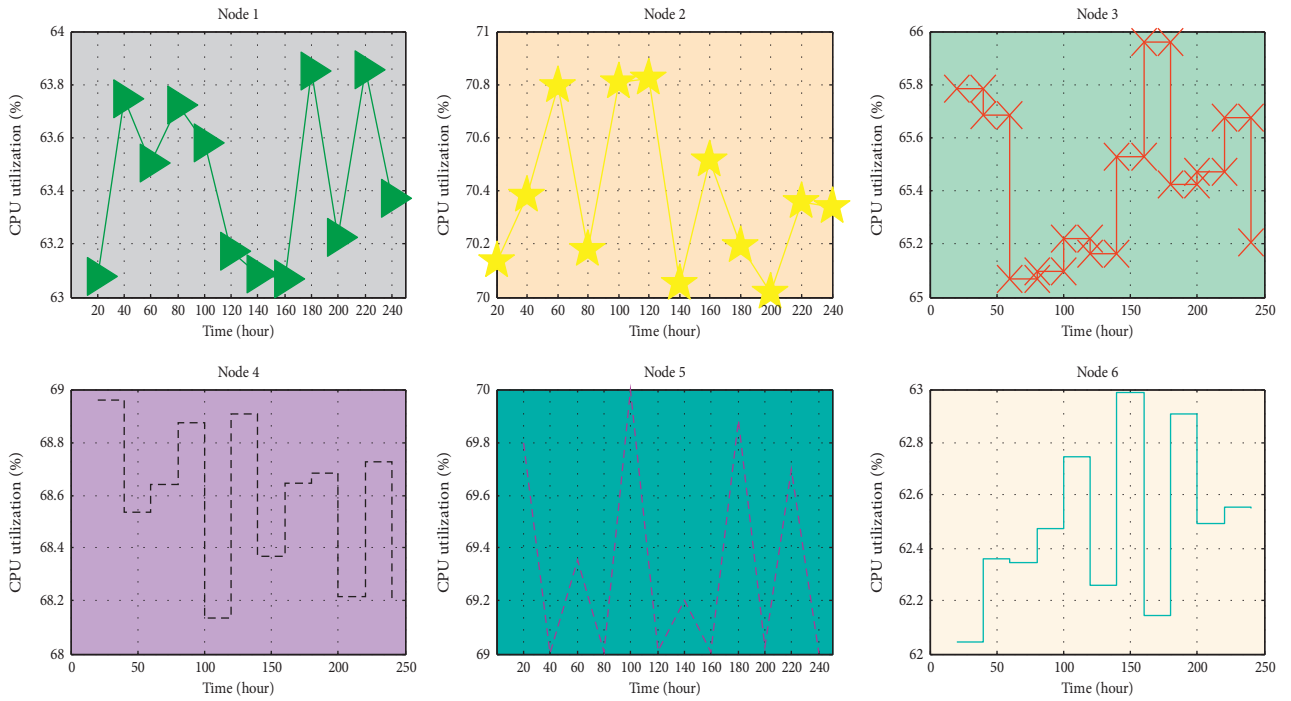 Node 1
CPU utilization (%)
64
63.8
63.6
63.4
63.2
63
20 40 60 80 100 120 140 160 180 200 220 240
Time (hour)
Node 2
CPU utilization (%)
71
70.8
70.6
70.4
70.2
70
20 40 60 80 100 120 140 160 180 200 220 240
Time (hour)
Node 3
CPU utilization (%)
66
65.8
65.6
65.4
65.2
65
0 50 100 150 200 250
Time (hour)
Node 4
CPU utilization (%)
69
68.8
68.6
68.4
68.2
68
0 50 100 150 200 250
Time (hour)
Node 5
CPU utilization (%)
70
69.8
69.6
69.4
69.2
69
20 40 60 80 100 120 140 160 180 200 220 240
Time (hour)
Node 6
CPU utilization (%)
63
62.8
62.6
62.4
62.2
62
0 50 100 150 200 250
Time (hour)